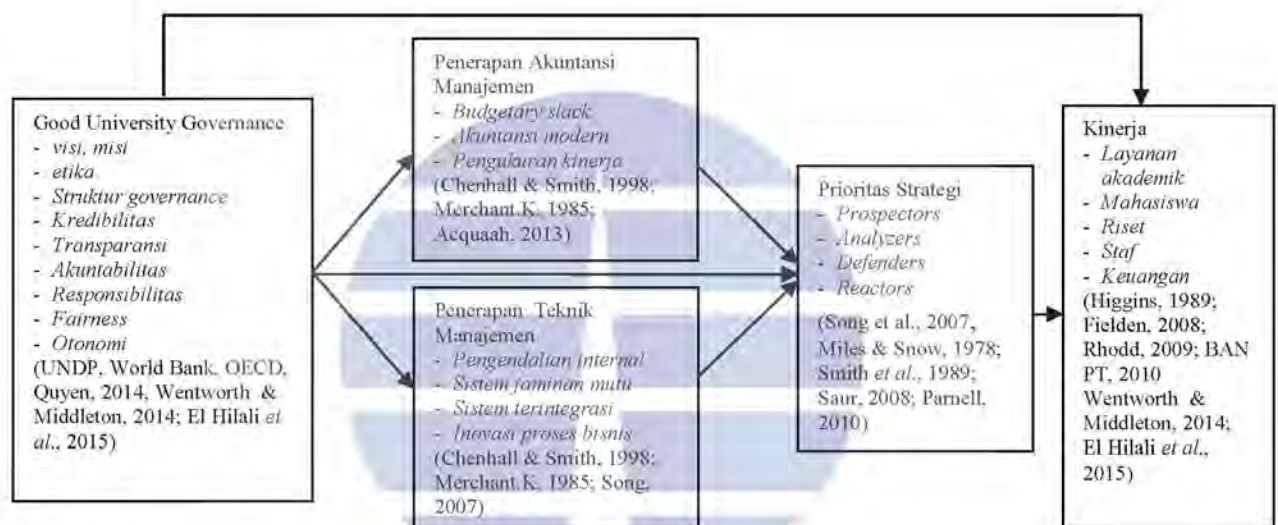 Good University Governance
- visi, misi
- etika
- Struktur governance
- Kredibilitas
- Transparansi
- Akuntabilitas
- Responsibilitas
- Fairness
- Otonomi
(UNDP, World Bank, OECD,
Quyen, 2014, Wentworth &
Middleton, 2014; El Hilali et
al., 2015)
Penerapan Akuntansi
Manajemen
- Budgetary slack
- Akuntansi modern
- Pengukuran kinerja
(Chenhall & Smith, 1998;
Merchant.K, 1985;
Acquaah, 2013)
Penerapan Teknik
Manajemen
- Pengendalian internal
- Sistem jaminan mutu
- Sistem terintegrasi
- Inovasi proses bisnis
(Chenhall & Smith, 1998;
Merchant.K, 1985; Song,
2007)
Prioritas Strategi
- Prospectors
- Analyzers
- Defenders
- Reactors
(Song et al., 2007,
Miles & Snow, 1978;
Smith et al., 1989;
Saur, 2008; Parnell,
2010)
Kinerja
- Layanan
akademik
- Mahasiswa
- Riset
- Staf
- Keuangan
(Higgins, 1989;
Fielden, 2008;
Rhodd, 2009; BAN
PT, 2010
Wentworth &
Middleton, 2014;
El Hilali et al.,
2015)